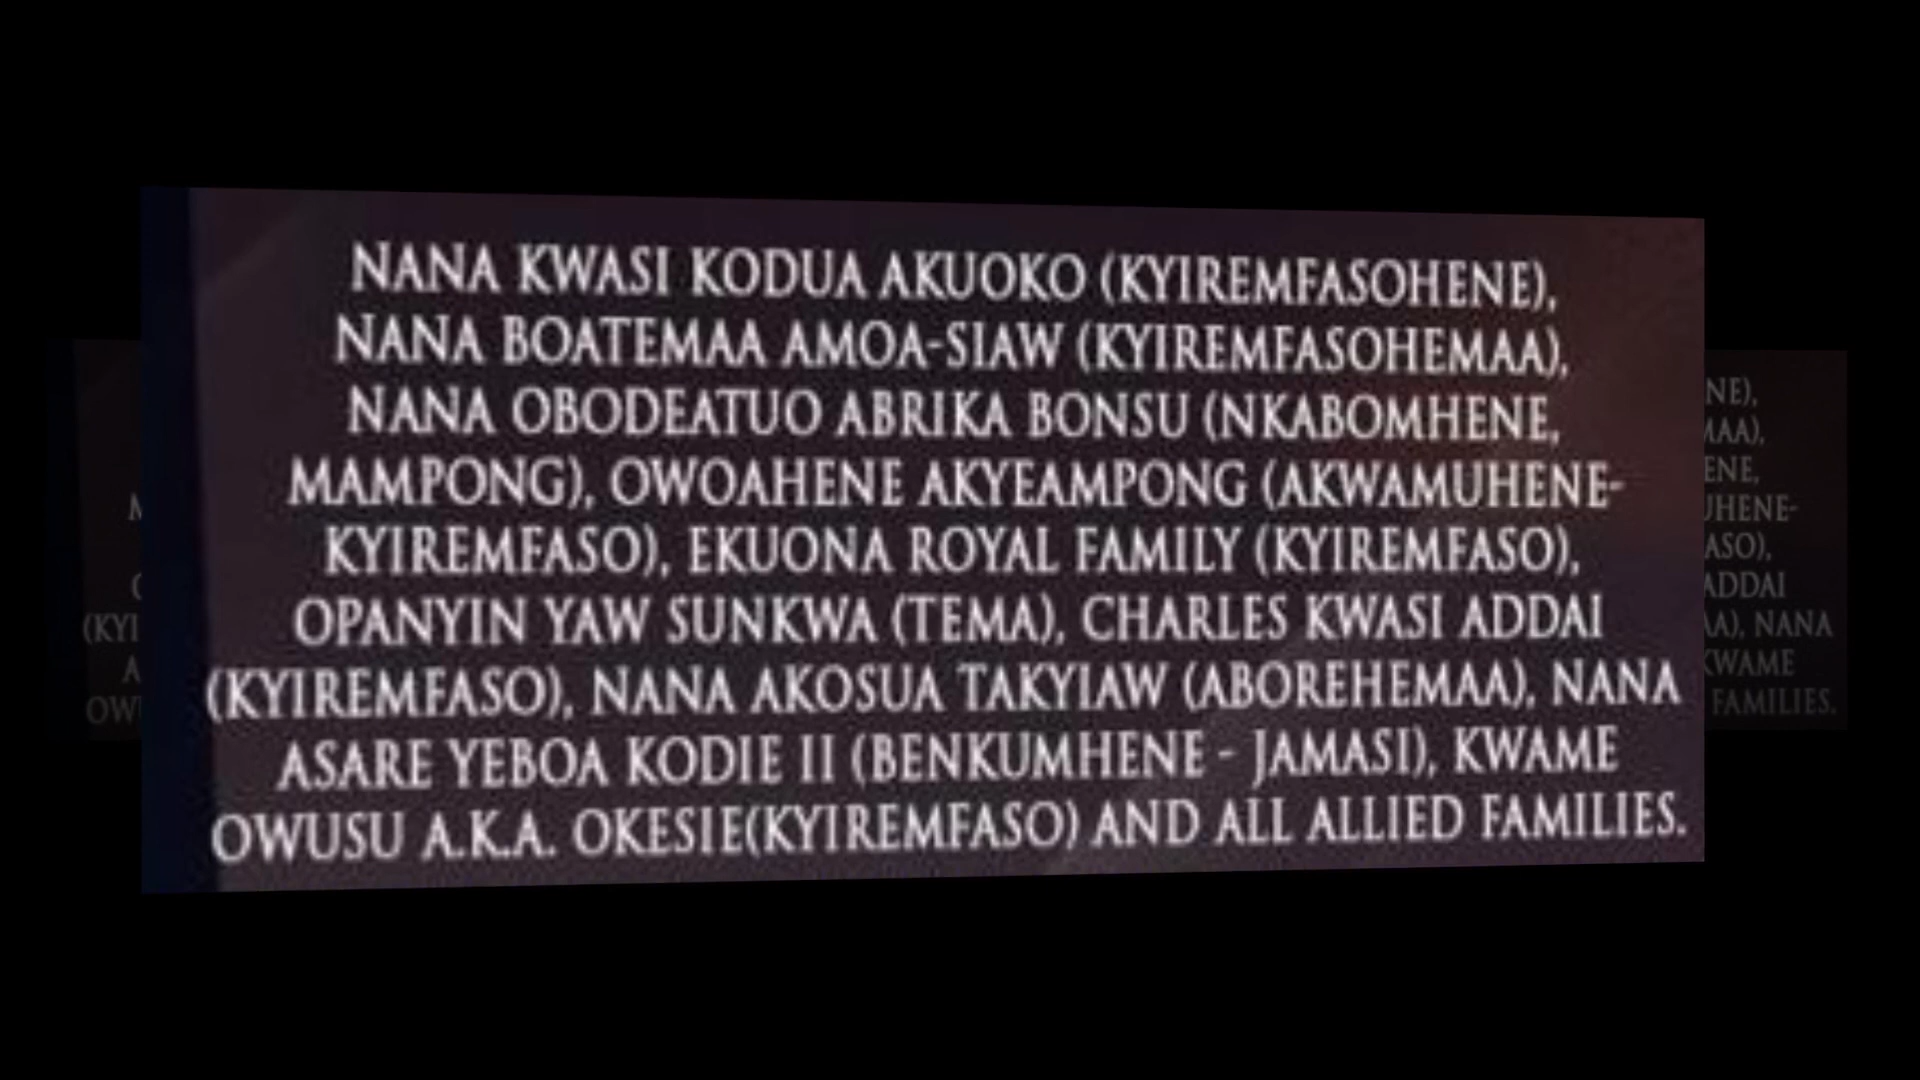 NANA KWASI KODUA AKUOKO (KYIREMFASOHENE),
NANA BOATEMAA AMOA-SIAW (KYIREMFASOHEMAA),
NANA OBODEATUO ABRIKA BONSU (NKABOMHENE,
MAMPONG), OWOAHENE AKYEAMPONG (AKWAMUHENE-
KYIREMFASO), EKUONA ROYAL FAMILY (KYIREMFASO),
OPANYIN YAW SUNKWA (TEMA), CHARLES KWASI ADDAI
(KYIREMFASO), NANA AKOSUA TAKYIAW (ABOREHEMAA), NANA
ASARE YEBOA KODIE II (BENKUMHENE - JAMASI), KWAME
OWUSU A.K.A. OKESIE(KYIREMFASO) AND ALL ALLIED FAMILIES.